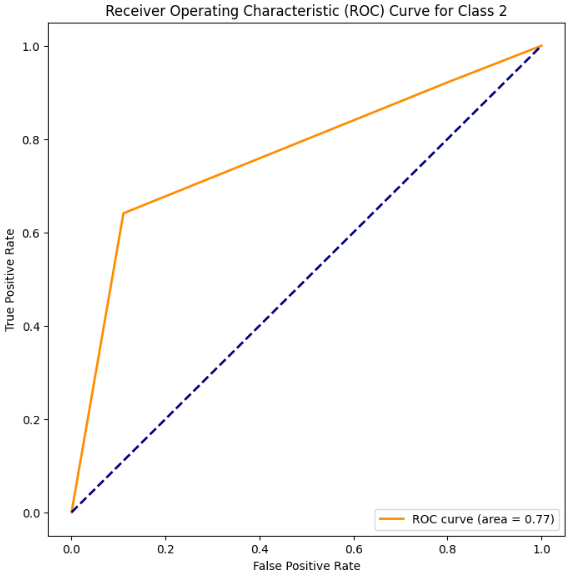 Receiver Operating Characteristic (ROC) Curve for Class 2
1.0
0.8
0.6
0.4
0.2
0.0
True Positive Rate
ROC curve (area = 0.77)
0.0 0.2 0.4 0.6 0.8 1.0
False Positive Rate